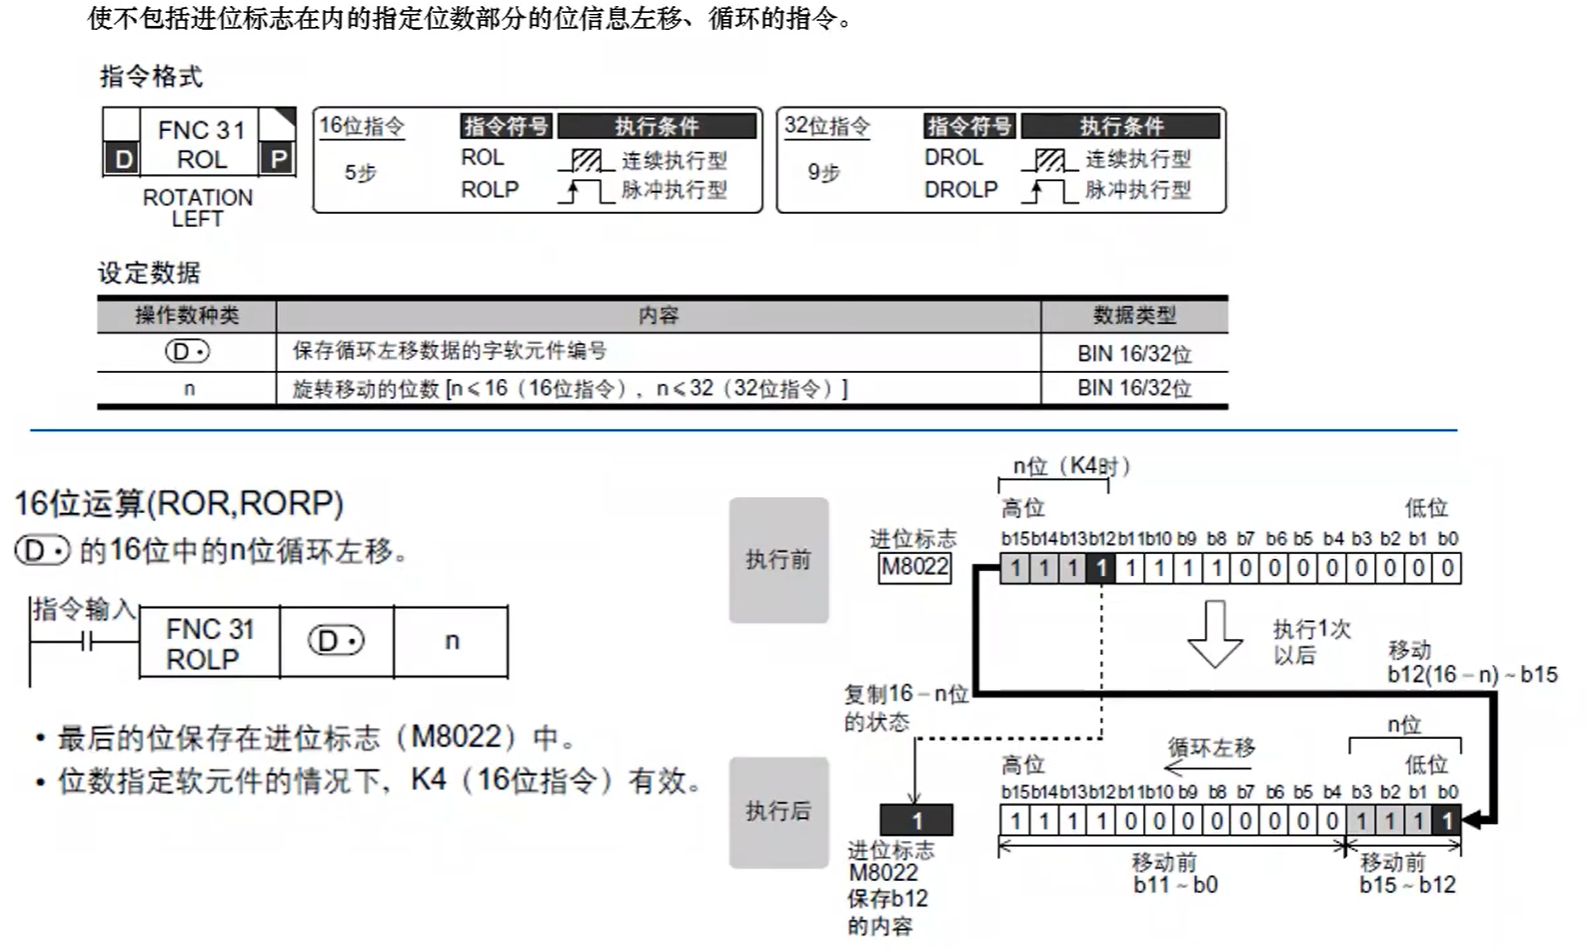 使不包括进位标志在内的指定位数部分的位信息左移、循环的指令。
指令格式
FNC 31
D ROL P
ROTATION
LEFT
16位指令 指令符号 执行条件
5步
ROL 连续执行型
ROLP 脉冲执行型
32位指令 指令符号 执行条件
9步
DROL 连续执行型
DROLP 脉冲执行型
设定数据
操作数种类 内容 数据类型
D· 保存循环左移数据的字软元件编号 BIN 16/32位
n 旋转移动的位数 [n≤16（16位指令）, n≤32（32位指令）] BIN 16/32位
16位运算(ROR,RORP)
D· 的16位中的n位循环左移。
指令输入
FNC 31
ROLP
D·
n
• 最后的位保存在进位标志（M8022）中。
• 位数指定软元件的情况下, K4（16位指令）有效。
n位（K4时）
高位 低位
执行前
进位标志
M8022
b15 b14 b13 b12 b11 b10 b9 b8 b7 b6 b5 b4 b3 b2 b1 b0
1 1 1 1 1 1 1 1 0 0 0 0 0 0 0 0
执行1次
以后
移动
b12(16－n)~b15
复制16－n位
的状态
n位
循环左移
高位 低位
执行后
b15 b14 b13 b12 b11 b10 b9 b8 b7 b6 b5 b4 b3 b2 b1 b0
1
1 1 1 1 0 0 0 0 0 0 0 0 1 1 1 1
进位标志
M8022
保存b12
的内容
移动前
b11～b0
移动前
b15～b12